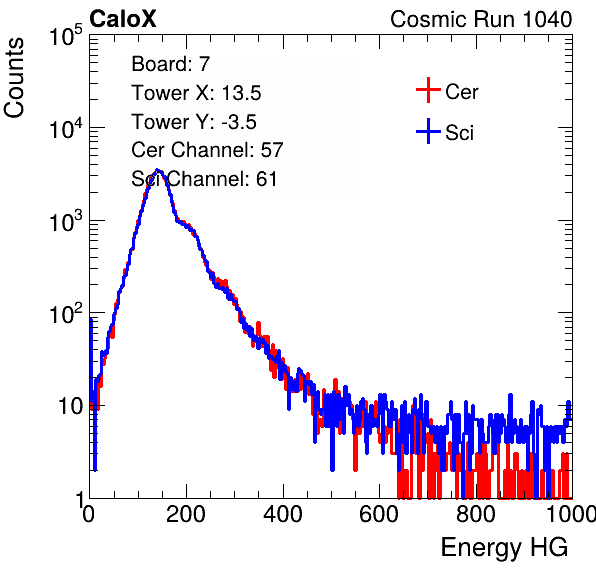 CaloX Cosmic Run 1040
Counts
Board: 7
Tower X: 13.5
Tower Y: -3.5
Cer Channel: 57
Sci Channel: 61
Cer
Sci
10^5
10^4
10^3
10^2
10
1
0 200 400 600 800 1000
Energy HG